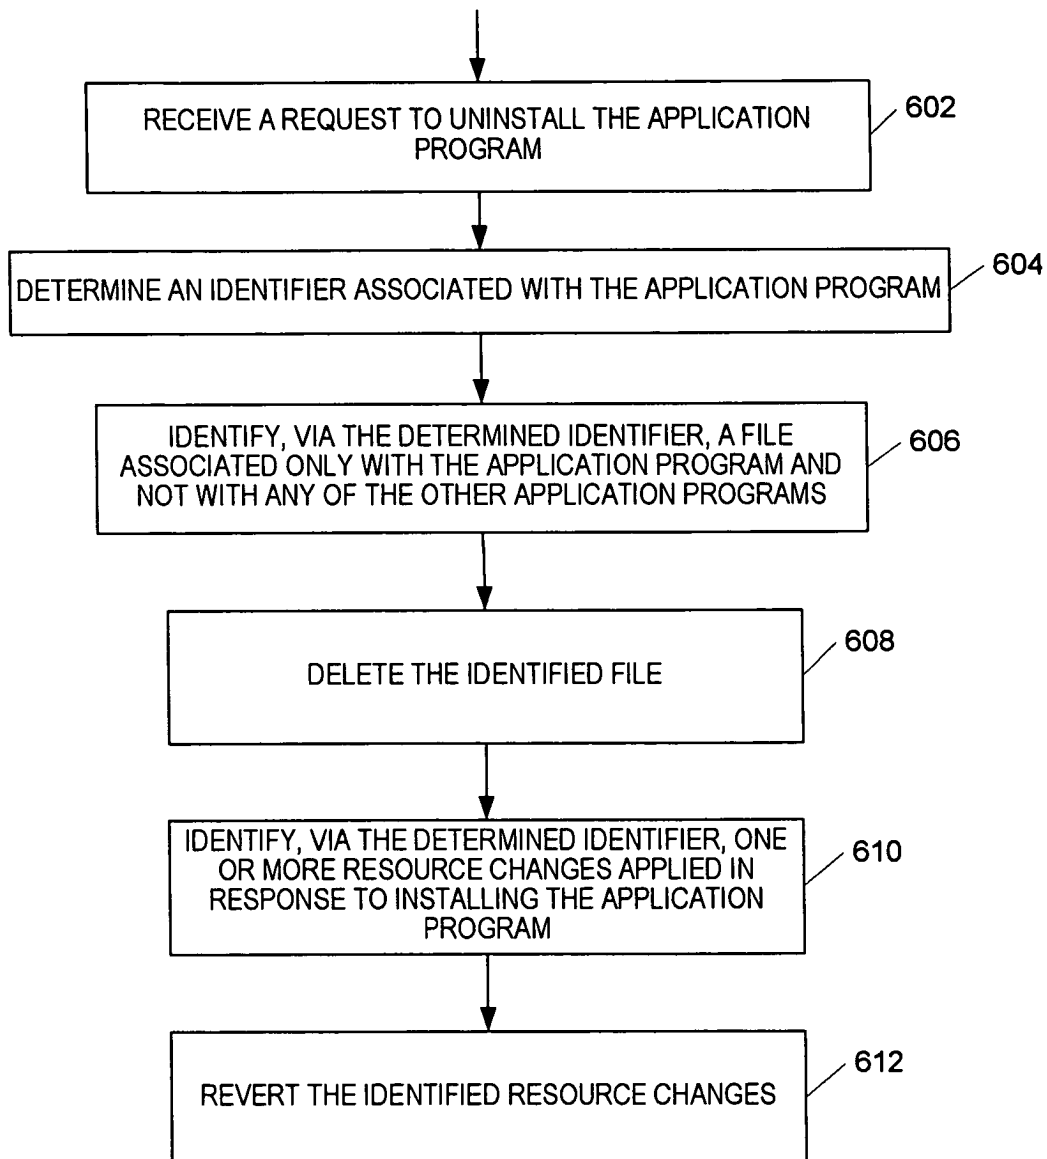 RECEIVE A REQUEST TO UNINSTALL THE APPLICATION
PROGRAM
602
DETERMINE AN IDENTIFIER ASSOCIATED WITH THE APPLICATION PROGRAM
604
IDENTIFY, VIA THE DETERMINED IDENTIFIER, A FILE
ASSOCIATED ONLY WITH THE APPLICATION PROGRAM AND
NOT WITH ANY OF THE OTHER APPLICATION PROGRAMS
606
DELETE THE IDENTIFIED FILE
608
IDENTIFY, VIA THE DETERMINED IDENTIFIER, ONE
OR MORE RESOURCE CHANGES APPLIED IN
RESPONSE TO INSTALLING THE APPLICATION
PROGRAM
610
REVERT THE IDENTIFIED RESOURCE CHANGES
612